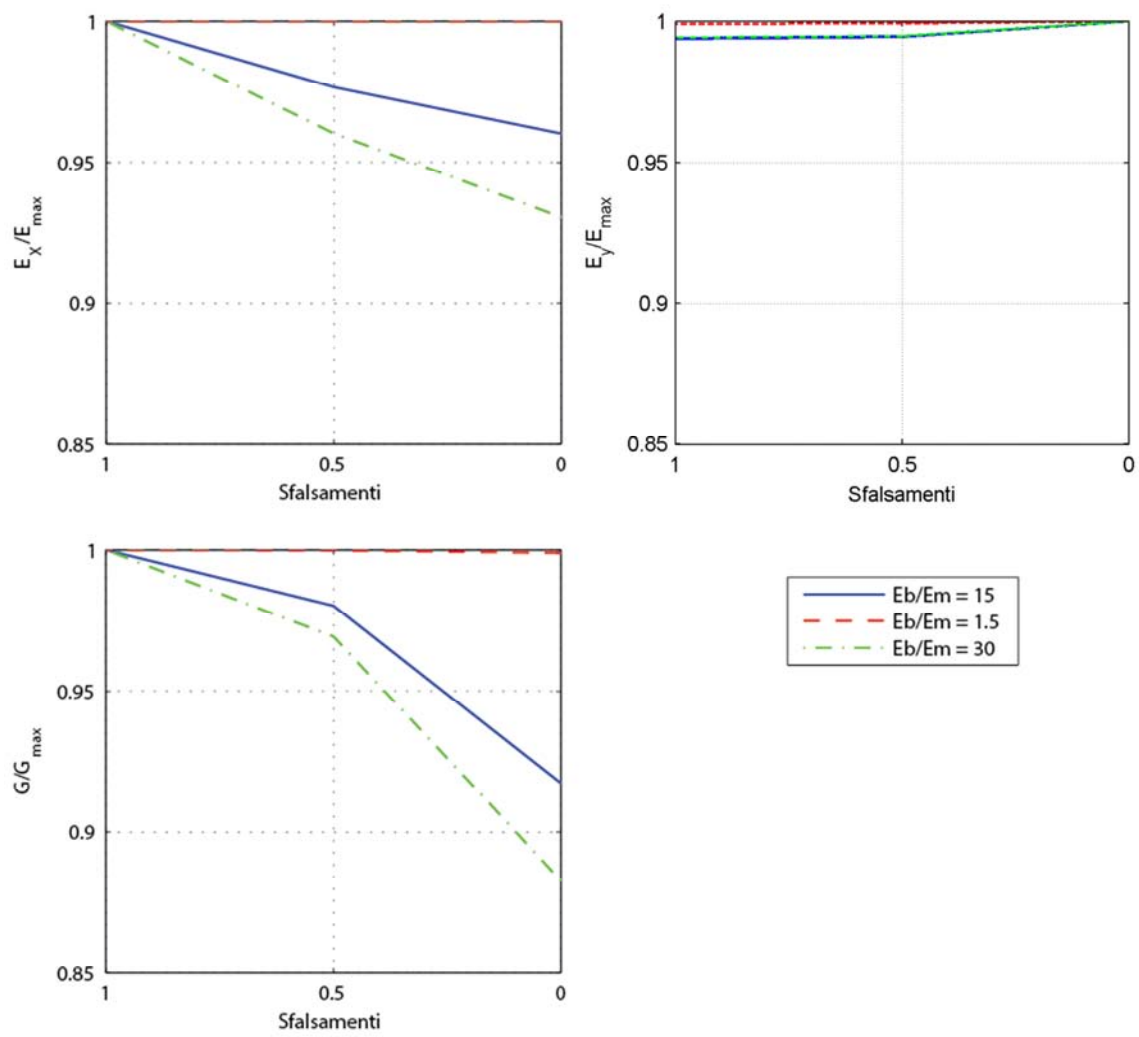 1
0.95
0.9
0.85
E_X/E_max
1
0.5
0
Sfalsamenti
1
0.95
0.9
0.85
E_y/E_max
1
0.5
0
Sfalsamenti
1
0.95
0.9
0.85
G/G_max
1
0.5
0
Sfalsamenti
Eb/Em = 15
Eb/Em = 1.5
Eb/Em = 30